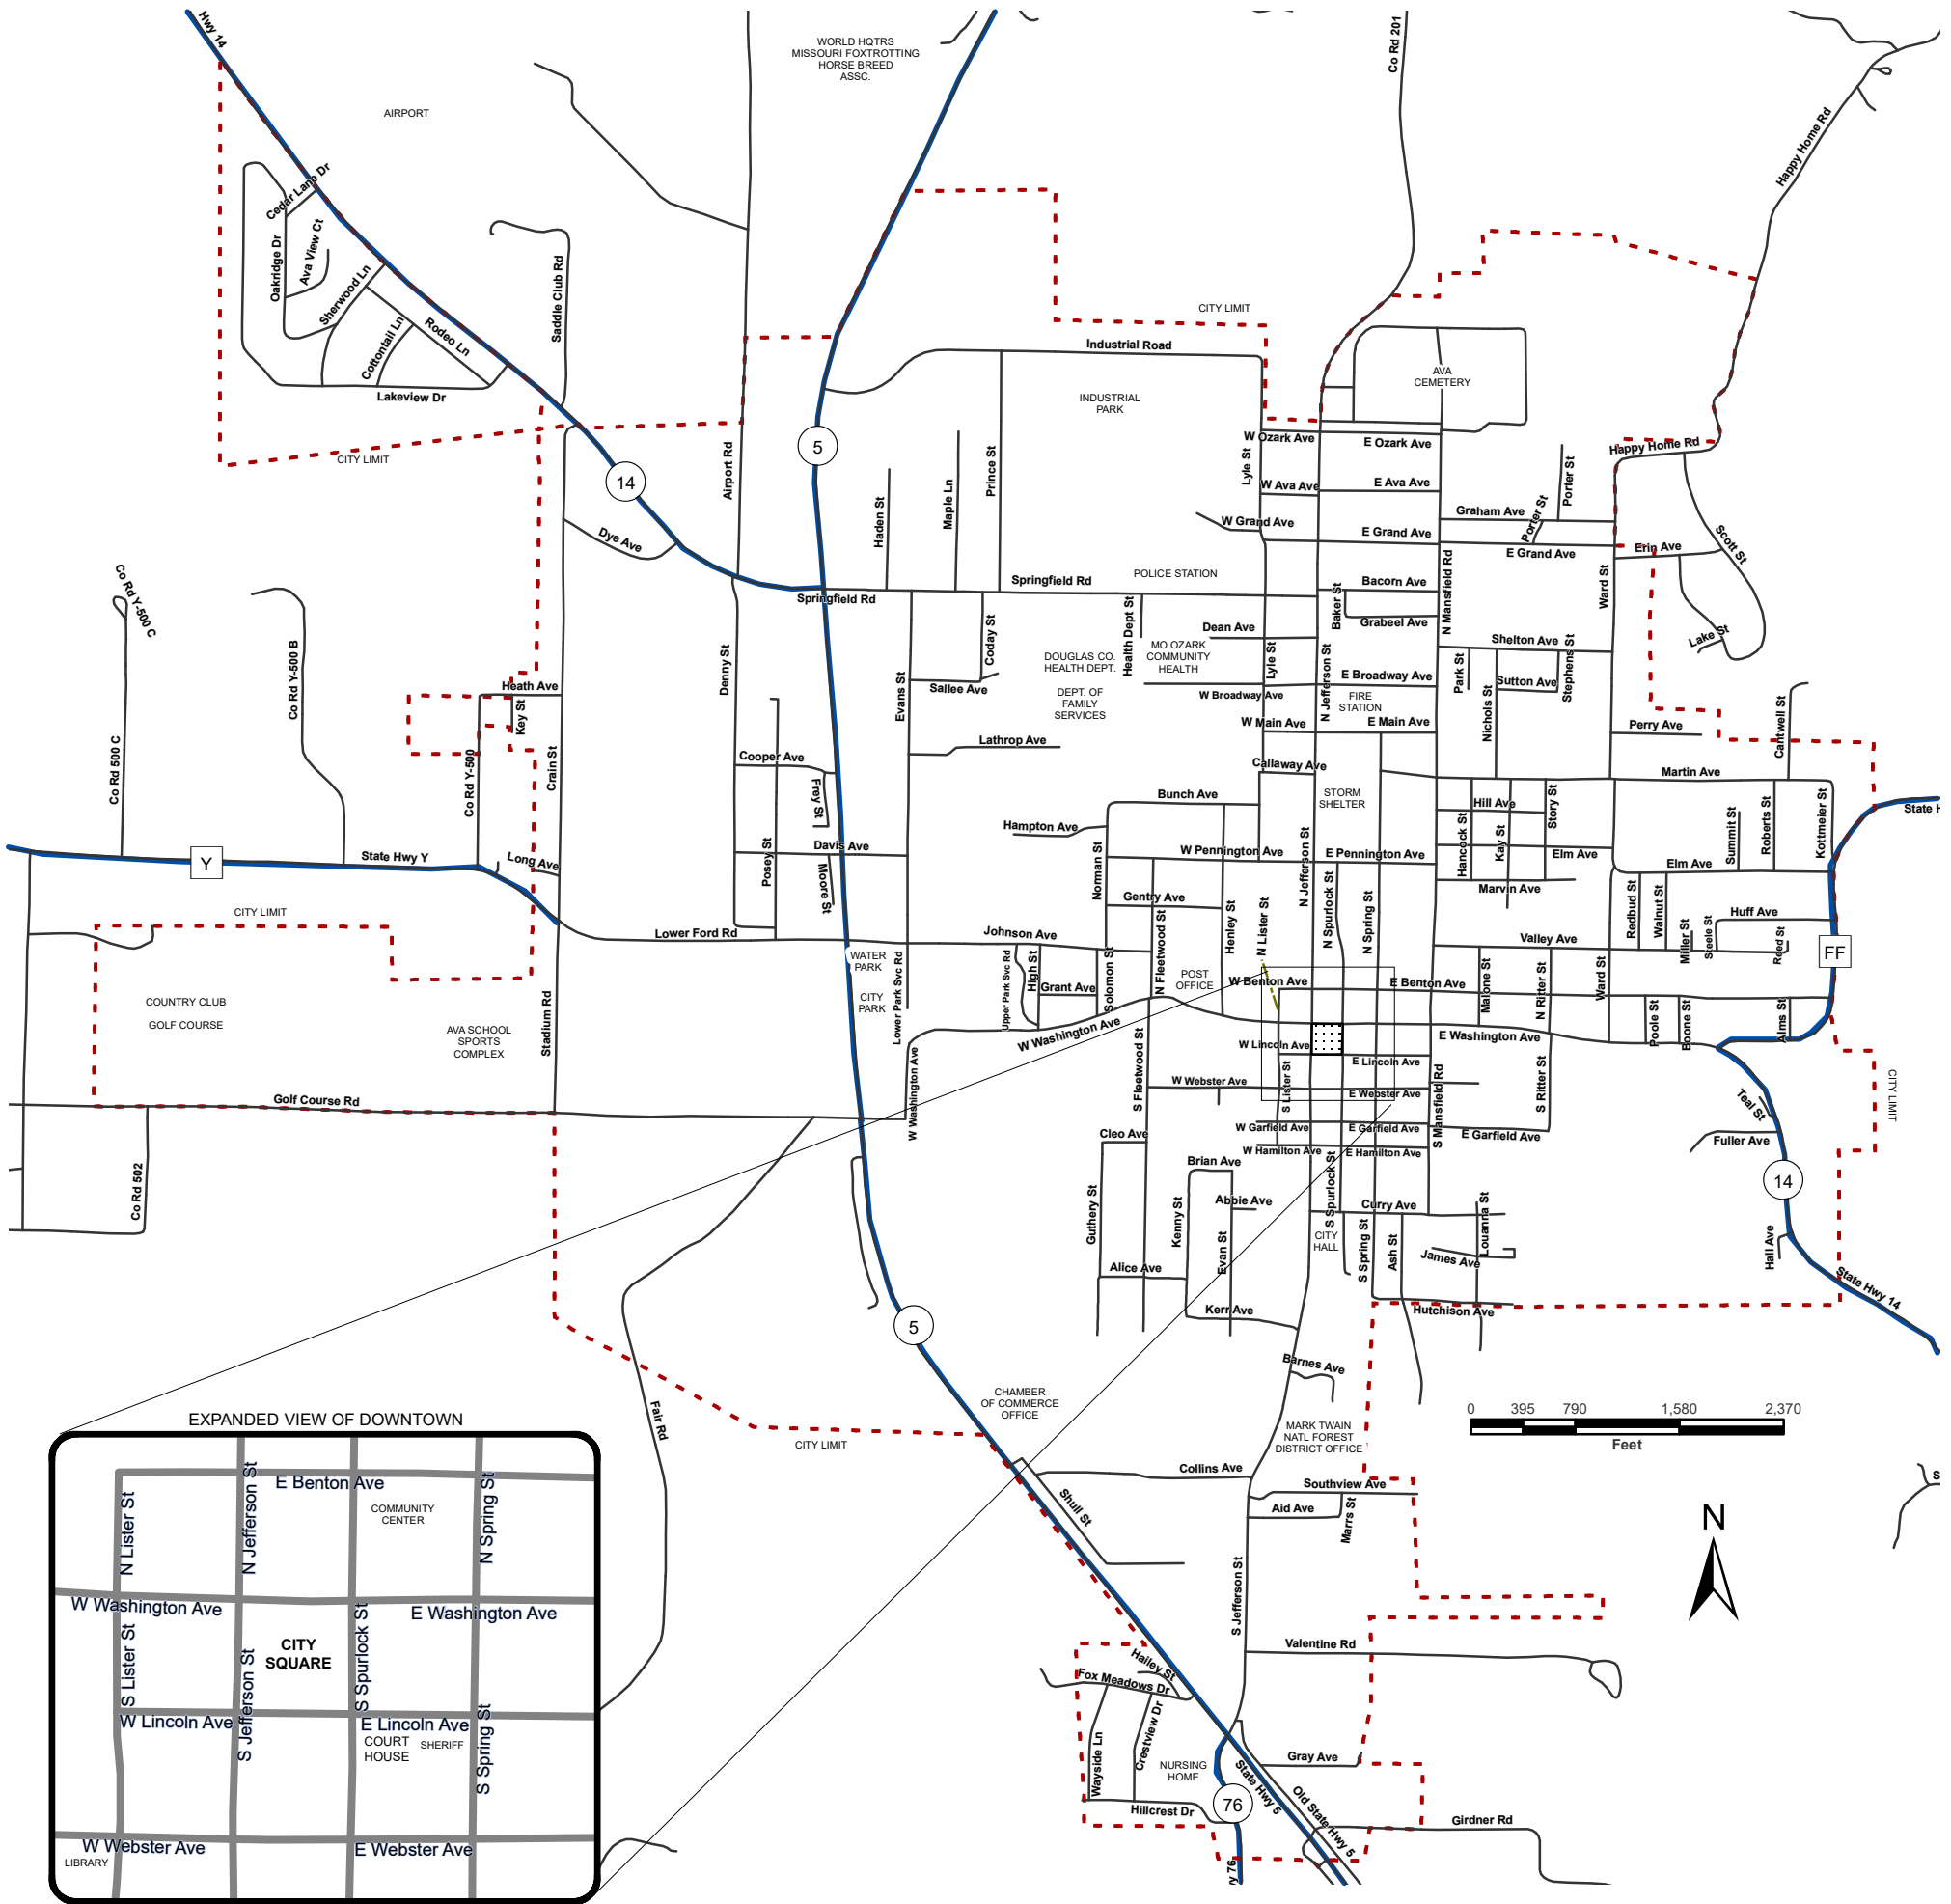 Hwy 14
WORLD HQTRS
MISSOURI FOXTROTTING
HORSE BREED
ASSC.
Co Rd 201
AIRPORT
Happy Home Rd
Cedar Lane Dr
Oakridge Dr
Ava View Ct
Sherwood Ln
Cottontail Ln
Rodeo Ln
Lakeview Dr
Saddle Club Rd
CITY LIMIT
Industrial Road
AVA
CEMETERY
INDUSTRIAL
PARK
CITY LIMIT
14
5
Airport Rd
Haden St
Maple Ln
Prince St
Lyle St
W Ozark Ave
E Ozark Ave
W Ava Ave
E Ava Ave
W Grand Ave
E Grand Ave
Graham Ave
Porter St
Porter St
E Grand Ave
Happy Home Rd
Erin Ave
Scott St
Lake St
Dye Ave
Springfield Rd
Springfield Rd
POLICE STATION
Bacorn Ave
Baker St
Grabeel Ave
N Mansfield Rd
Ward St
Co Rd Y-500 C
Co Rd 500 C
Co Rd Y-500 B
Heath Ave
Key St
Co Rd Y-500
Crain St
Denny St
Evans St
Coday St
Sallee Ave
Health Dept St
Dean Ave
DOUGLAS CO.
HEALTH DEPT.
MO OZARK
COMMUNITY
HEALTH
DEPT. OF
FAMILY
SERVICES
Lyle St
N Jefferson St
W Broadway Ave
E Broadway Ave
FIRE
STATION
Shelton Ave
Park St
Sutton Ave
Stephens St
Nichols St
W Main Ave
E Main Ave
Perry Ave
Cantwell St
Lathrop Ave
Cooper Ave
Frey St
Posey St
Davis Ave
Moore St
Callaway Ave
STORM
SHELTER
Martin Ave
Bunch Ave
Hampton Ave
Norman St
W Pennington Ave
E Pennington Ave
Hill Ave
Hancock St
Kay St
Story St
Elm Ave
Marvin Ave
Summit St
Roberts St
Kottmeier St
Elm Ave
State H
Y
State Hwy Y
Long Ave
CITY LIMIT
Gentry Ave
N Fleetwood St
Henley St
N Lister St
N Jefferson St
N Spurlock St
N Spring St
Redbud St
Walnut St
Miller St
Steele St
Huff Ave
Reed St
FF
Lower Ford Rd
Johnson Ave
Valley Ave
WATER
PARK
CITY
PARK
Lower Park Svc Rd
Upper Park Svc Rd
High St
Grant Ave
Solomon St
POST
OFFICE
W Benton Ave
E Benton Ave
Malone St
N Ritter St
Ward St
Poole St
Boone St
Alms St
COUNTRY CLUB
GOLF COURSE
AVA SCHOOL
SPORTS
COMPLEX
Stadium Rd
W Washington Ave
W Washington Ave
E Washington Ave
W Lincoln Ave
E Lincoln Ave
W Webster Ave
E Webster Ave
S Lister St
S Fleetwood St
W Garfield Ave
E Garfield Ave
E Garfield Ave
S Mansfield Rd
S Ritter St
W Hamilton Ave
E Hamilton Ave
Teal St
Fuller Ave
CITY LIMIT
14
Hall Ave
State Hwy 14
Golf Course Rd
Co Rd 502
Cleo Ave
Guthery St
Brian Ave
Abbie Ave
Kenny St
Evan St
Alice Ave
Kerr Ave
S Spurlock St
CITY
HALL
Curry Ave
S Spring St
Ash St
Louanna St
James Ave
Hutchison Ave
5
Fair Rd
CHAMBER
OF COMMERCE
OFFICE
CITY LIMIT
Barnes Ave
MARK TWAIN
NATL FOREST
DISTRICT OFFICE
0 395 790 1,580 2,370
Feet
Collins Ave
Shull St
Southview Ave
Aid Ave
Marrs St
N
S
S Jefferson St
Valentine Rd
Hailey St
Fox Meadows Dr
Wayside Ln
Crestview Dr
NURSING
HOME
Hillcrest Dr
76
State Hwy 5
Old State Hwy 5
Gray Ave
Girdner Rd
y 76
EXPANDED VIEW OF DOWNTOWN
N Lister St
N Jefferson St
E Benton Ave
COMMUNITY
CENTER
N Spring St
W Washington Ave
E Washington Ave
S Lister St
S Jefferson St
CITY
SQUARE
S Spurlock St
W Lincoln Ave
E Lincoln Ave
COURT
HOUSE
SHERIFF
S Spring St
W Webster Ave
E Webster Ave
LIBRARY